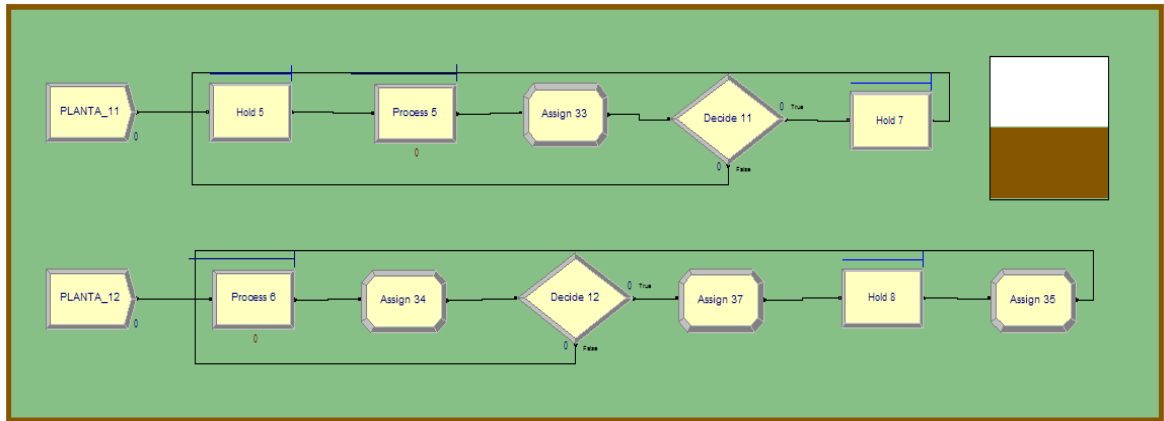 PLANTA_11
0
Hold 5
Process 5
0
Assign 33
Decide 11
0 True
0 False
Hold 7
PLANTA_12
0
Process 6
0
Assign 34
Decide 12
0 True
0 False
Assign 37
Hold 8
Assign 35